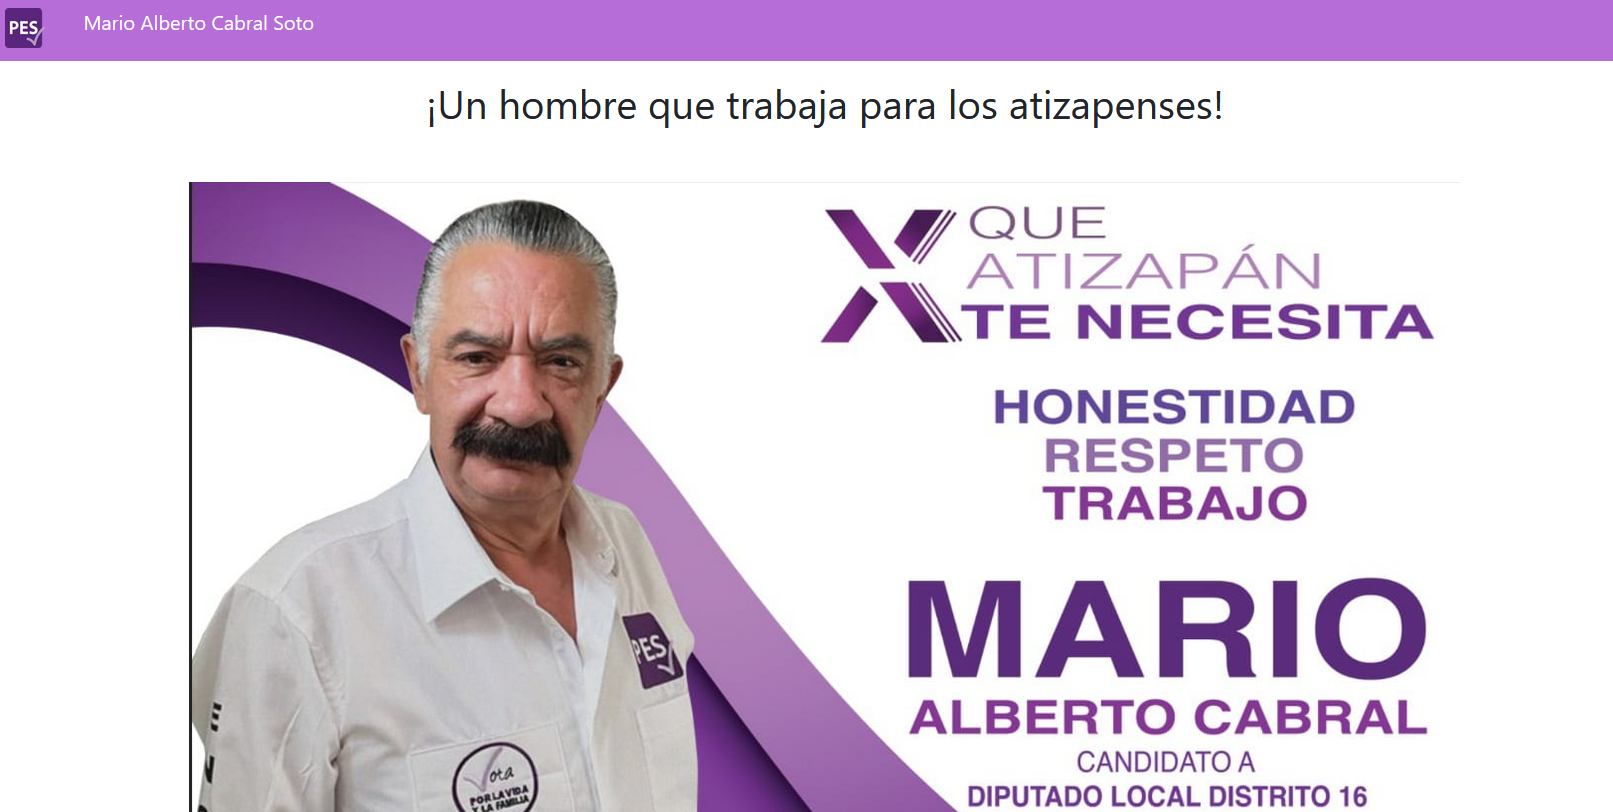 PES
Mario Alberto Cabral Soto
¡Un hombre que trabaja para los atizapenses!
X QUE
ATIZAPÁN
TE NECESITA
HONESTIDAD
RESPETO
TRABAJO
MARIO
ALBERTO CABRAL
CANDIDATO A
DIPUTADO LOCAL DISTRITO 16
PES
Vota
POR LA VIDA
Y LA FAMILIA